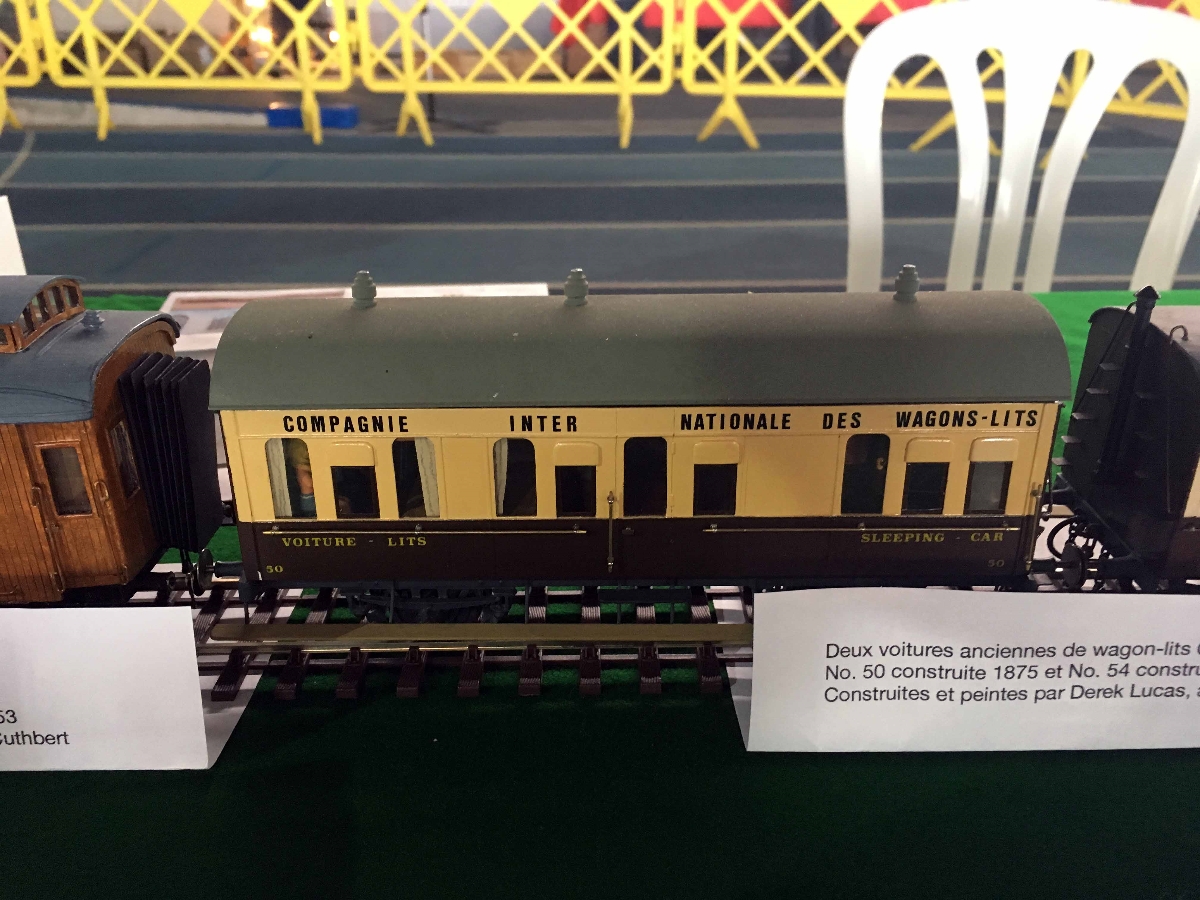 COMPAGNIE INTER NATIONALE DES WAGONS-LITS
VOITURE - LITS SLEEPING - CAR
50 50
53
Cuthbert
Deux voitures anciennes de wagon-lits
No. 50 construite 1875 et No. 54
Construites et peintes par Derek Lucas,